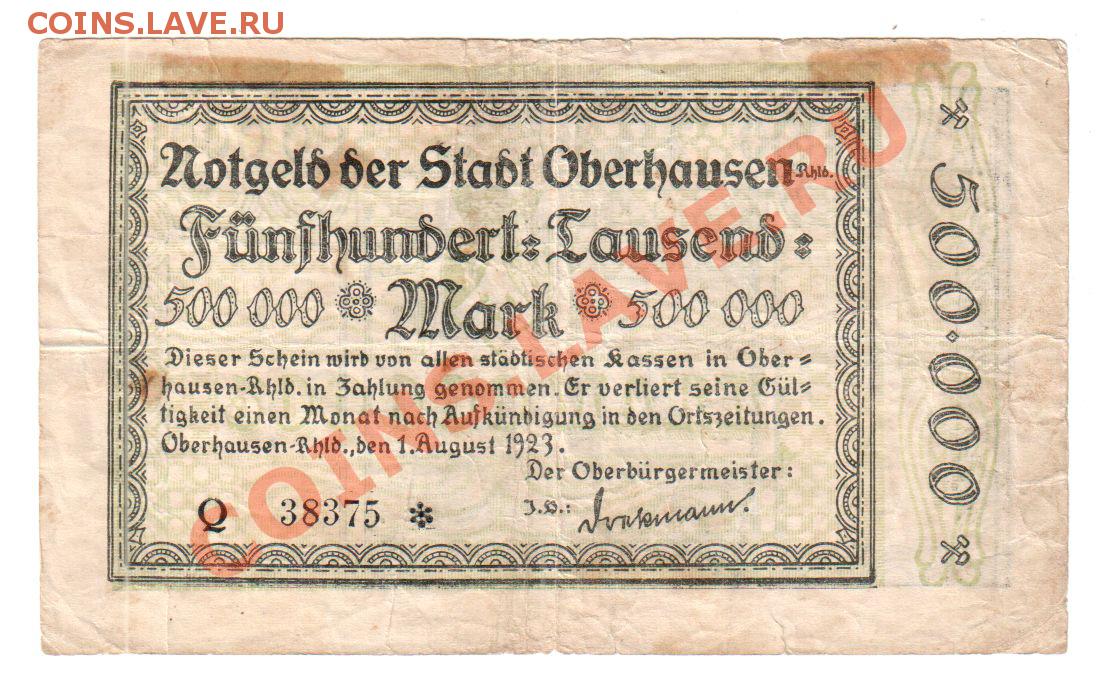 COINS.LAVE.RU
Notgeld der Stadt Oberhausen Rhld.
Fünfhundert: Tausend:
500 000 Mark 500 000
Dieser Schein wird von allen städtischen Kassen in Ober=
hausen-Rhld. in Zahlung genommen. Er verliert seine Gül=
tigkeit einen Monat nach Aufkündigung in den Ortszeitungen.
Oberhausen-Rhld., den 1. August 1923.
Der Oberbürgermeister:
J.V.:
Q 38375 *
500.000
COINS.LAVE.RU